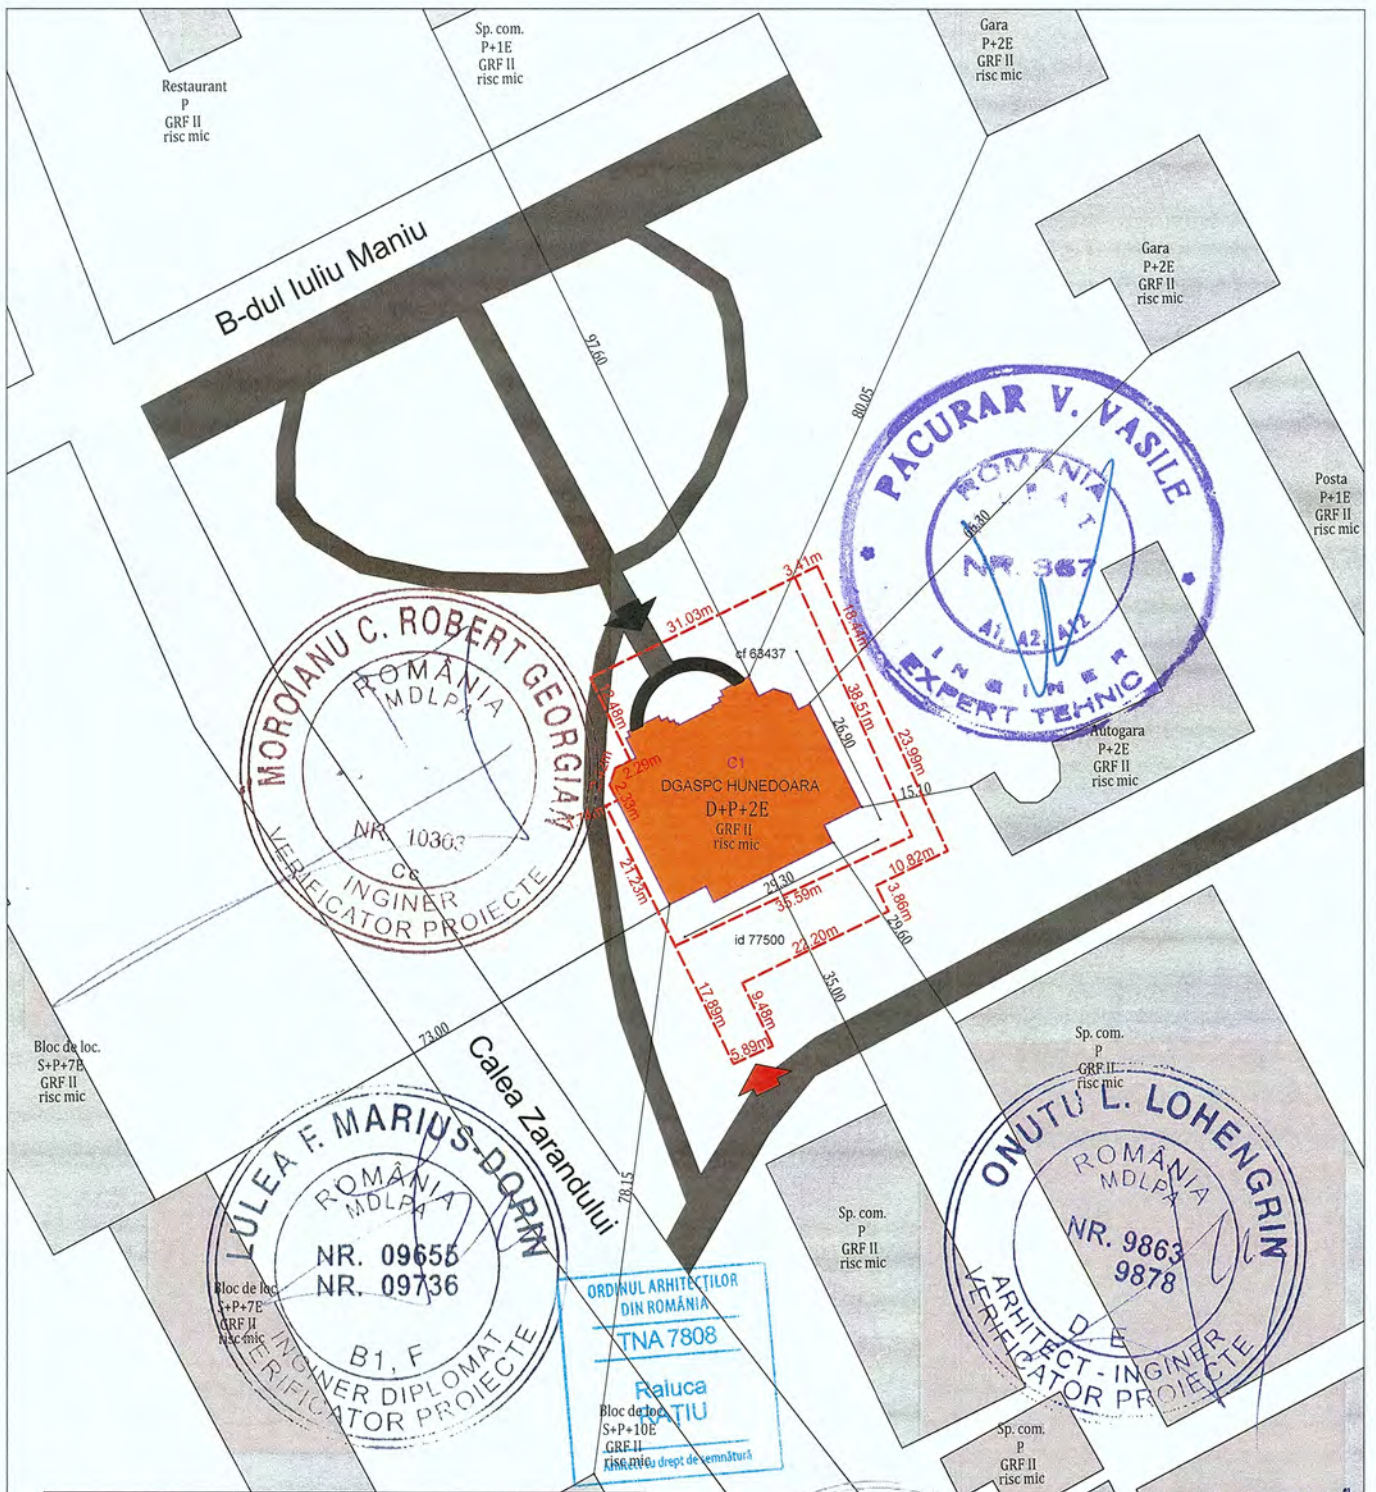 Restaurant
P
GRF II
risc mic
Sp. com.
P+1E
GRF II
risc mic
Gara
P+2E
GRF II
risc mic
B-dul Iuliu Maniu
Gara
P+2E
GRF II
risc mic
97.60
80.05
66.30
PACURAR V. VASILE
ROMANIA
NR. 367
A1, A2, A12
INGINER
EXPERT TEHNIC
Posta
P+1E
GRF II
risc mic
3.41m
31.03m
18.44m
cf 63437
38.51m
26.90
23.99m
MOROIANU C. ROBERT GEORGIAN
ROMÂNIA
MDLPA
NR. 10303
Cc
INGINER
VERIFICATOR PROIECTE
2.29m
2.33m
C1
DGASPC HUNEDOARA
D+P+2E
GRF II
risc mic
Autogara
P+2E
GRF II
risc mic
15.10
21.23m
29.30
35.59m
10.82m
3.86m
29.60
22.20m
id 77500
35.00
17.89m
9.48m
5.89m
73.00
Calea Zarandului
78.15
Bloc de loc.
S+P+7E
GRF II
risc mic
Sp. com.
P
GRF II
risc mic
LULEA F. MARIUS-DORIN
ROMÂNIA
MDLPA
NR. 09655
NR. 09736
B1, F
INGINER DIPLOMAT
VERIFICATOR PROIECTE
Bloc de loc.
S+P+7E
GRF II
risc mic
Sp. com.
P
GRF II
risc mic
ONUTU L. LOHENGRIN
ROMÂNIA
MDLPA
NR. 9863
9878
D E
ARHITECT - INGINER
VERIFICATOR PROIECTE
ORDINUL ARHITECȚILOR
DIN ROMÂNIA
TNA 7808
Raluca
RAȚIU
Arhitect cu drept de semnătură
Bloc de loc.
S+P+10E
GRF II
risc mic
Sp. com.
P
GRF II
risc mic